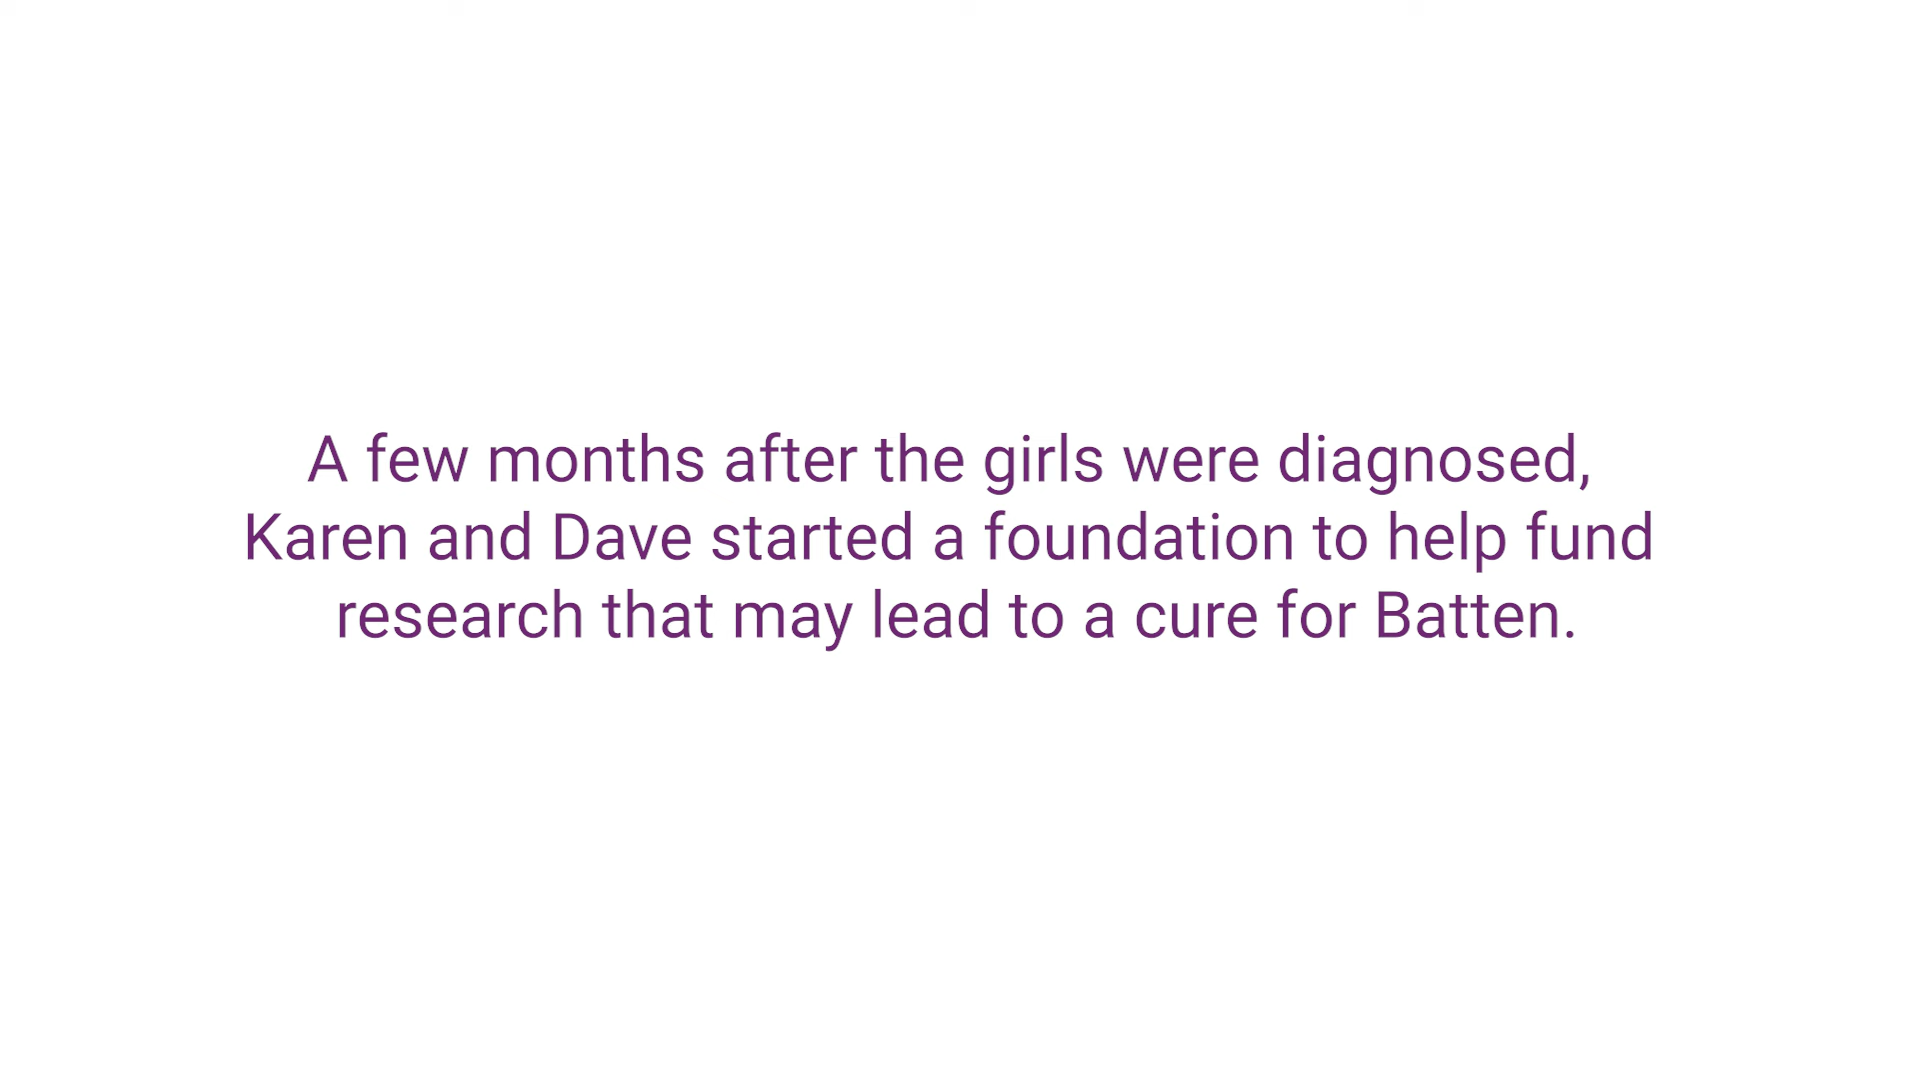 A few months after the girls were diagnosed,
Karen and Dave started a foundation to help fund
research that may lead to a cure for Batten.